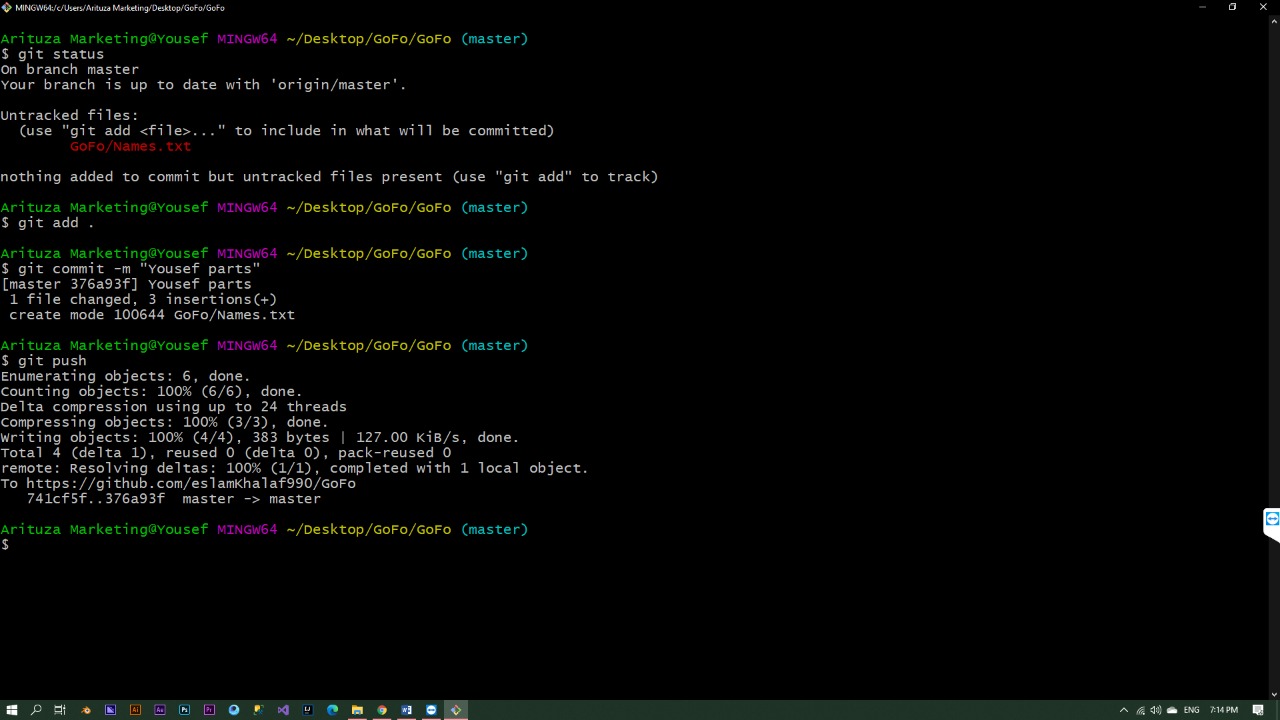 MINGW64:/c/Users/Arituza Marketing/Desktop/GoFo/GoFo
Arituza Marketing@Yousef MINGW64 ~/Desktop/GoFo/GoFo (master)
$ git status
On branch master
Your branch is up to date with 'origin/master'.
Untracked files:
  (use "git add <file>..." to include in what will be committed)
        GoFo/Names.txt
nothing added to commit but untracked files present (use "git add" to track)
Arituza Marketing@Yousef MINGW64 ~/Desktop/GoFo/GoFo (master)
$ git add .
Arituza Marketing@Yousef MINGW64 ~/Desktop/GoFo/GoFo (master)
$ git commit -m "Yousef parts"
[master 376a93f] Yousef parts
 1 file changed, 3 insertions(+)
 create mode 100644 GoFo/Names.txt
Arituza Marketing@Yousef MINGW64 ~/Desktop/GoFo/GoFo (master)
$ git push
Enumerating objects: 6, done.
Counting objects: 100% (6/6), done.
Delta compression using up to 24 threads
Compressing objects: 100% (3/3), done.
Writing objects: 100% (4/4), 383 bytes | 127.00 KiB/s, done.
Total 4 (delta 1), reused 0 (delta 0), pack-reused 0
remote: Resolving deltas: 100% (1/1), completed with 1 local object.
To https://github.com/eslamKhalaf990/GoFo
   741cf5f..376a93f  master -> master
Arituza Marketing@Yousef MINGW64 ~/Desktop/GoFo/GoFo (master)
$
Ai Ae Ps Pr IJ W ENG 7:14 PM